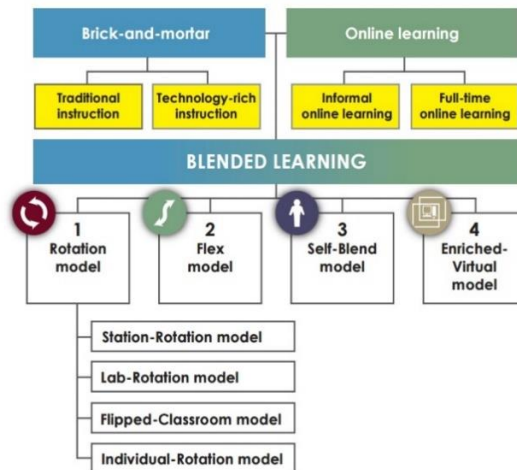 Brick-and-mortar
Online learning
Traditional
instruction
Technology-rich
instruction
Informal
online learning
Full-time
online learning
BLENDED LEARNING
1
Rotation
model
2
Flex
model
3
Self-Blend
model
4
Enriched-
Virtual
model
Station-Rotation model
Lab-Rotation model
Flipped-Classroom model
Individual-Rotation model